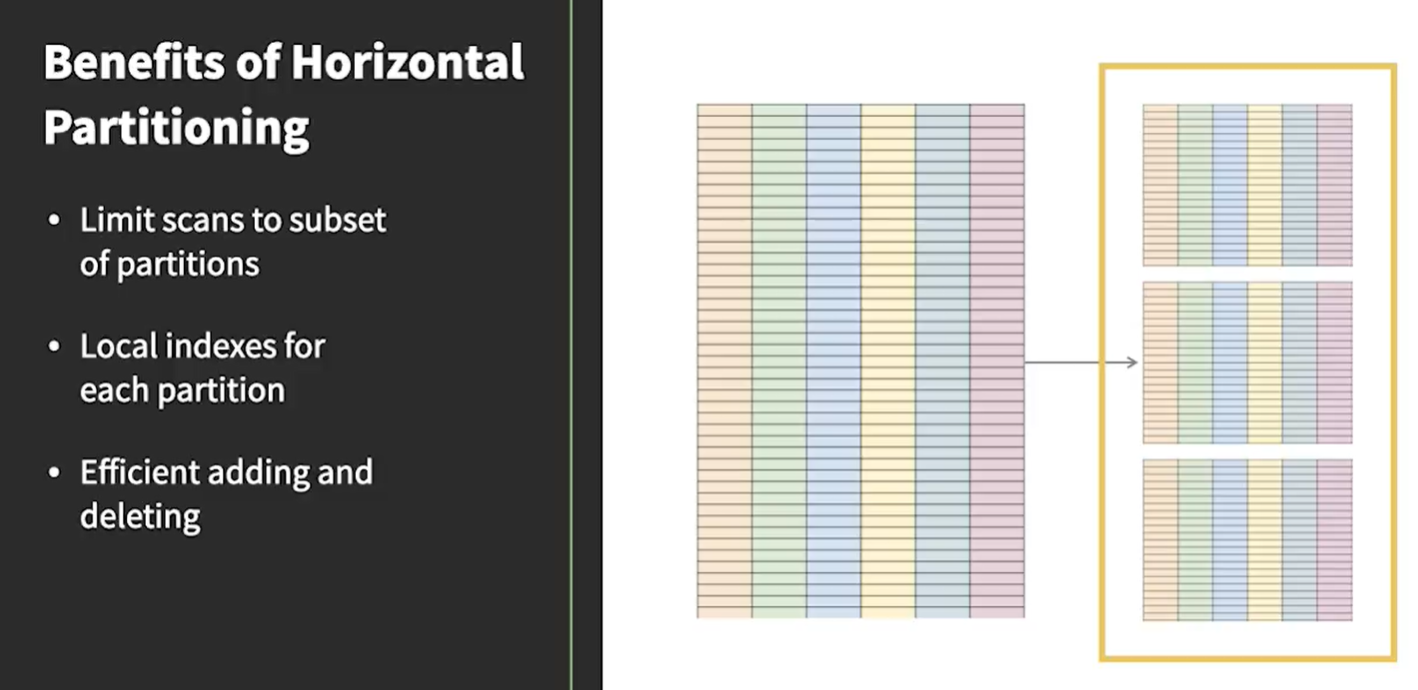 Benefits of Horizontal
Partitioning
• Limit scans to subset
of partitions
• Local indexes for
each partition
• Efficient adding and
deleting